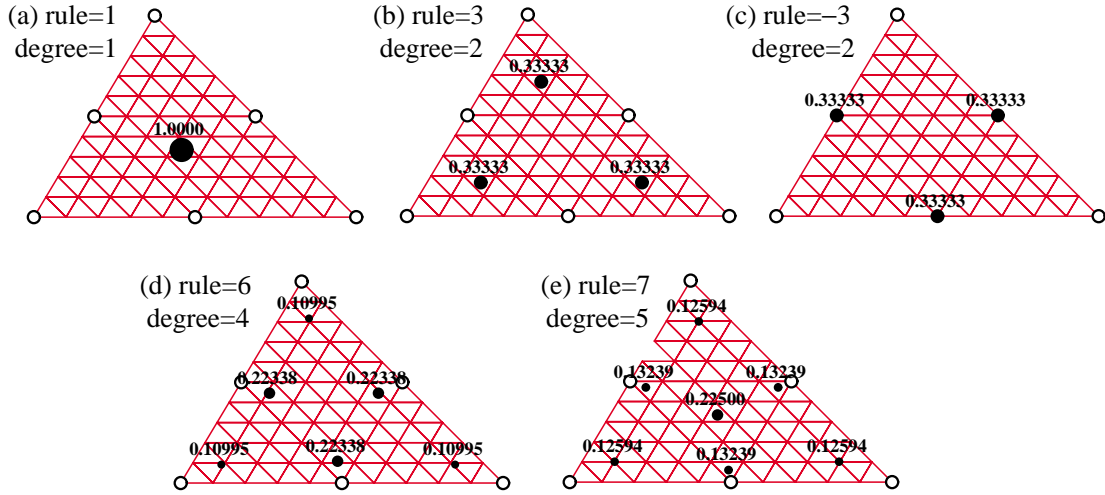 (a) rule=1
degree=1
1.0000
(b) rule=3
degree=2
0.33333
0.33333
0.33333
(c) rule=−3
degree=2
0.33333
0.33333
0.33333
(d) rule=6
degree=4
0.10995
0.22338
0.22338
0.10995
0.22338
0.10995
(e) rule=7
degree=5
0.12594
0.13239
0.13239
0.22500
0.12594
0.13239
0.12594